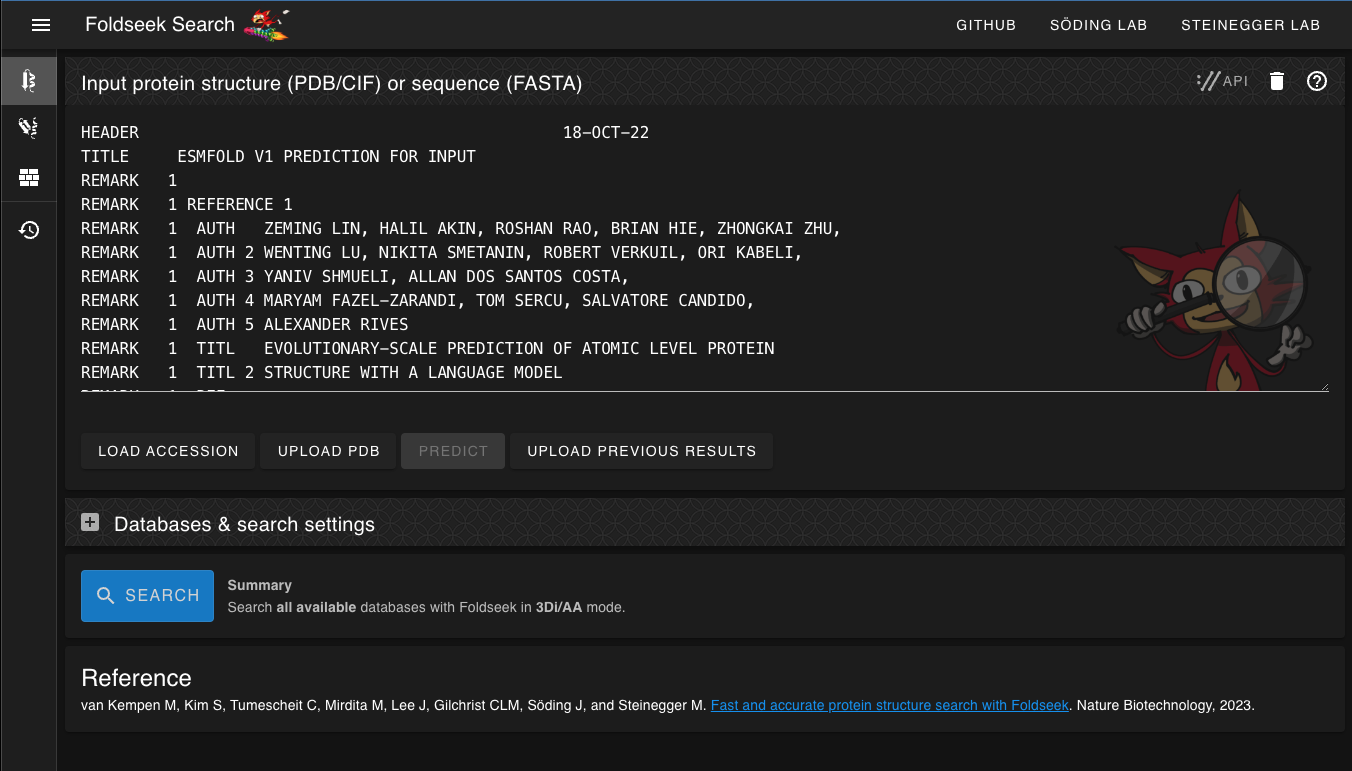 Foldseek Search
GITHUB SÖDING LAB STEINEGGER LAB
Input protein structure (PDB/CIF) or sequence (FASTA)
API
HEADER                                            18-OCT-22
TITLE     ESMFOLD V1 PREDICTION FOR INPUT
REMARK   1
REMARK   1 REFERENCE 1
REMARK   1  AUTH   ZEMING LIN, HALIL AKIN, ROSHAN RAO, BRIAN HIE, ZHONGKAI ZHU,
REMARK   1  AUTH 2 WENTING LU, NIKITA SMETANIN, ROBERT VERKUIL, ORI KABELI,
REMARK   1  AUTH 3 YANIV SHMUELI, ALLAN DOS SANTOS COSTA,
REMARK   1  AUTH 4 MARYAM FAZEL-ZARANDI, TOM SERCU, SALVATORE CANDIDO,
REMARK   1  AUTH 5 ALEXANDER RIVES
REMARK   1  TITL   EVOLUTIONARY-SCALE PREDICTION OF ATOMIC LEVEL PROTEIN
REMARK   1  TITL 2 STRUCTURE WITH A LANGUAGE MODEL
LOAD ACCESSION UPLOAD PDB PREDICT UPLOAD PREVIOUS RESULTS
Databases & search settings
SEARCH
Summary
Search all available databases with Foldseek in 3Di/AA mode.
Reference
van Kempen M, Kim S, Tumescheit C, Mirdita M, Lee J, Gilchrist CLM, Söding J, and Steinegger M. Fast and accurate protein structure search with Foldseek. Nature Biotechnology, 2023.